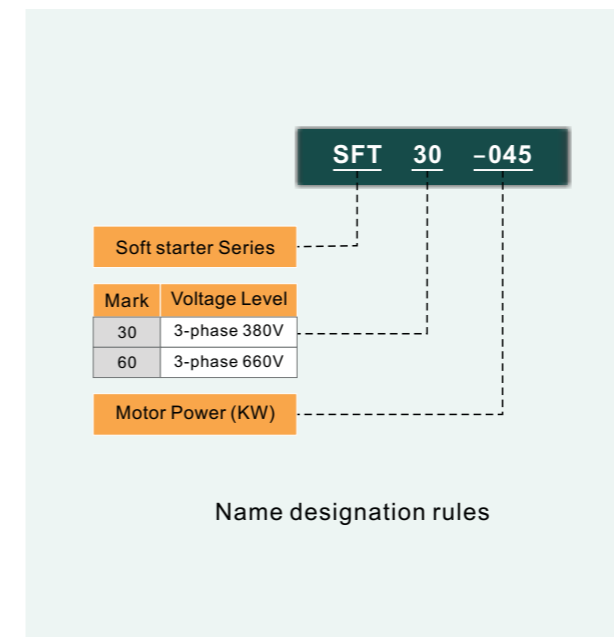 SFT 30 -045
Soft starter Series
Mark Voltage Level
30 3-phase 380V
60 3-phase 660V
Motor Power (KW)
Name designation rules